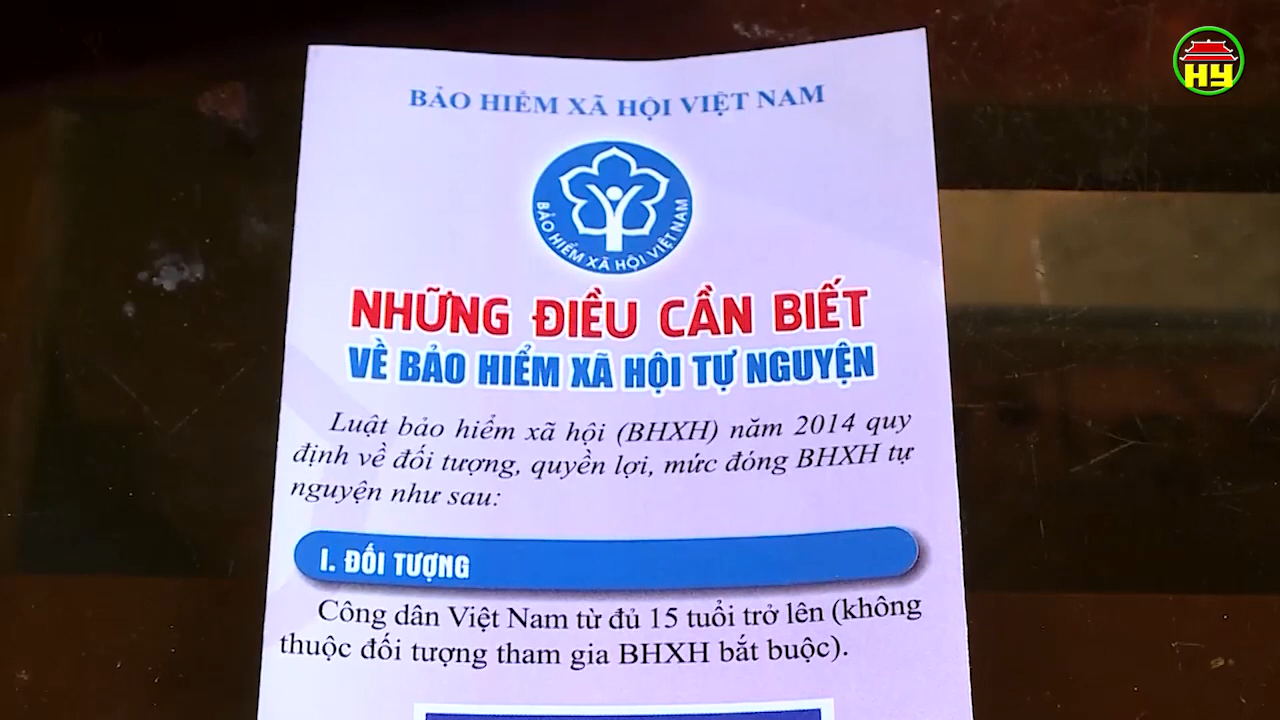 HY
BẢO HIỂM XÃ HỘI VIỆT NAM
BẢO HIỂM XÃ HỘI VIỆT NAM
NHỮNG ĐIỀU CẦN BIẾT
VỀ BẢO HIỂM XÃ HỘI TỰ NGUYỆN
Luật bảo hiểm xã hội (BHXH) năm 2014 quy
định về đối tượng, quyền lợi, mức đóng BHXH tự
nguyện như sau:
I. ĐỐI TƯỢNG
Công dân Việt Nam từ đủ 15 tuổi trở lên (không
thuộc đối tượng tham gia BHXH bắt buộc).